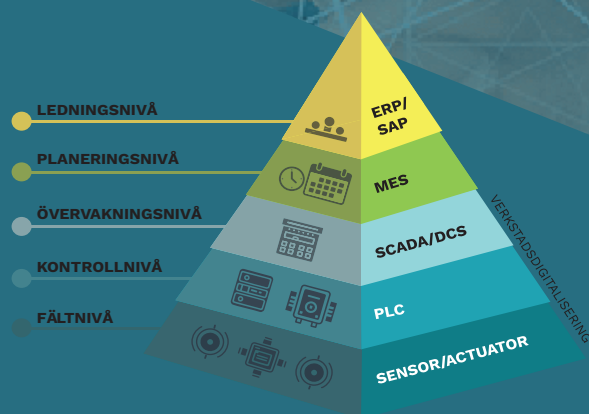 LEDNINGSNIVÅ
PLANERINGSNIVÅ
ÖVERVAKNINGSNIVÅ
KONTROLLNIVÅ
FÄLTNIVÅ
ERP/
SAP
MES
SCADA/DCS
PLC
SENSOR/ACTUATOR
VERKSTADSDIGITALISERING